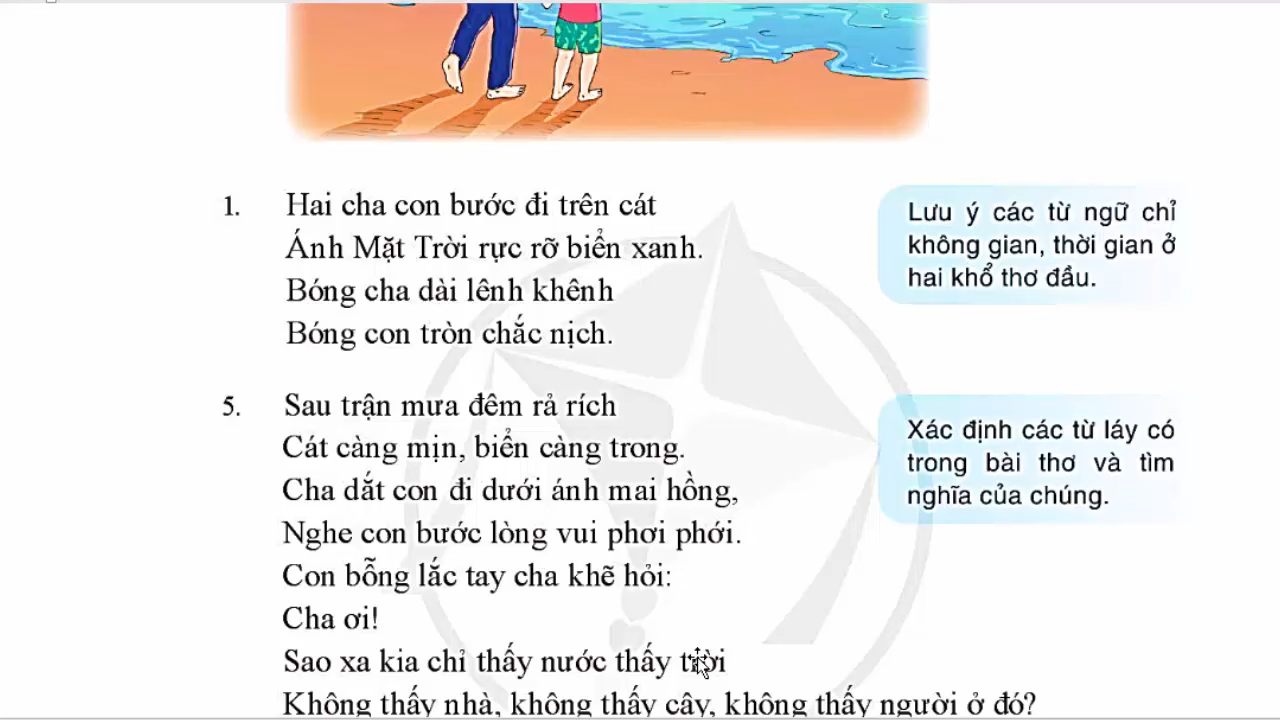 1. Hai cha con bước đi trên cát
Ánh Mặt Trời rực rỡ biển xanh.
Bóng cha dài lênh khênh
Bóng con tròn chắc nịch.
Lưu ý các từ ngữ chỉ
không gian, thời gian ở
hai khổ thơ đầu.
5. Sau trận mưa đêm rả rích
Cát càng mịn, biển càng trong.
Cha dắt con đi dưới ánh mai hồng,
Nghe con bước lòng vui phơi phới.
Con bỗng lắc tay cha khẽ hỏi:
Cha ơi!
Sao xa kia chỉ thấy nước thấy trời
Không thấy nhà, không thấy cây, không thấy người ở đó?
Xác định các từ láy có
trong bài thơ và tìm
nghĩa của chúng.